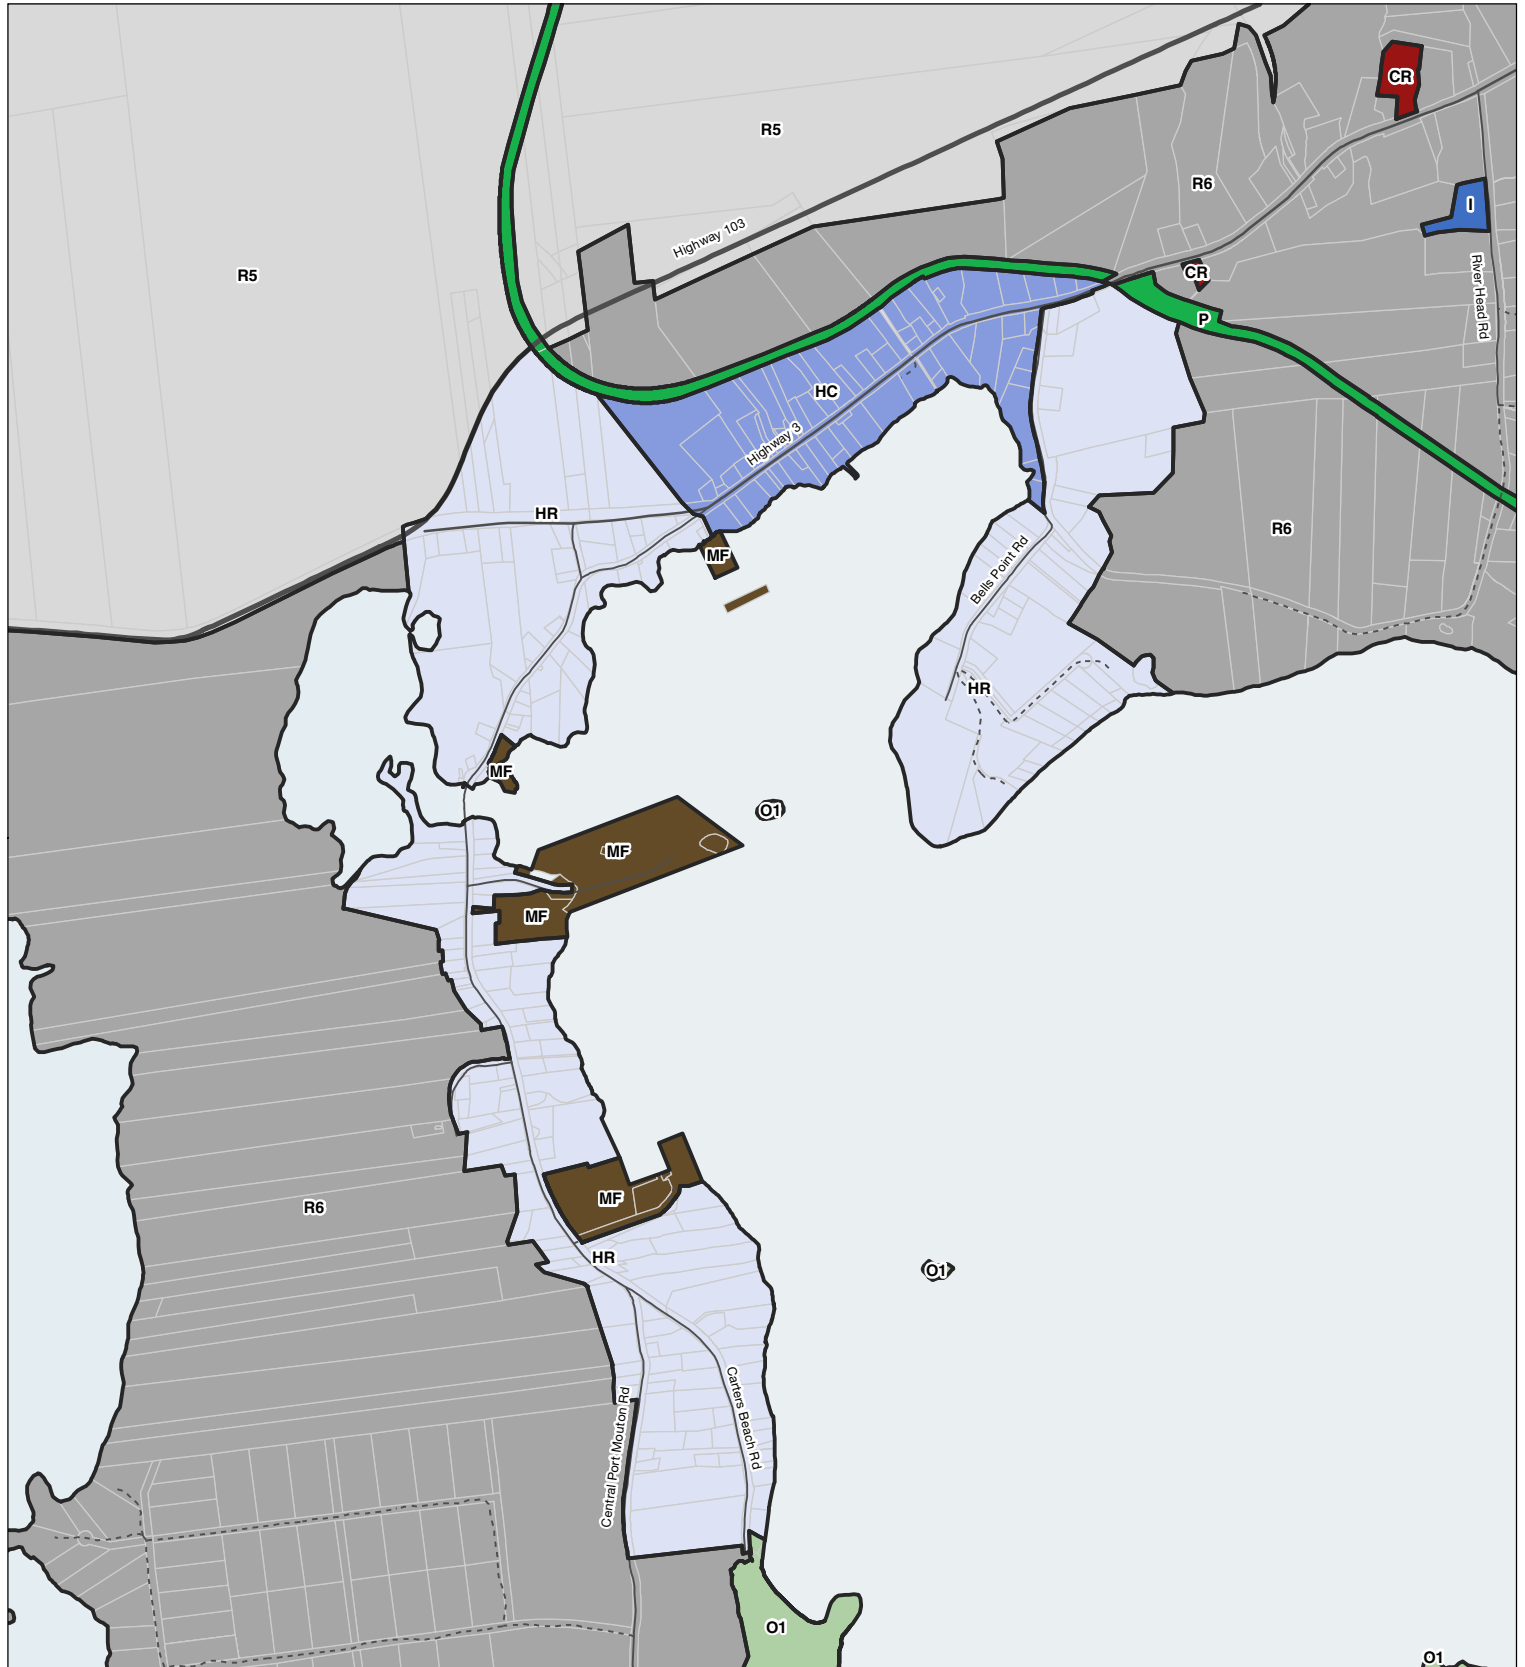 CR
R5
R6
I
Highway 103
River Head Rd
CR
R5
P
HC
Highway 3
HR
R6
MF
Bells Point Rd
HR
MF
O1
MF
MF
MF
R6
HR
O1
Carters Beach Rd
Central Port Mouton Rd
O1
O1